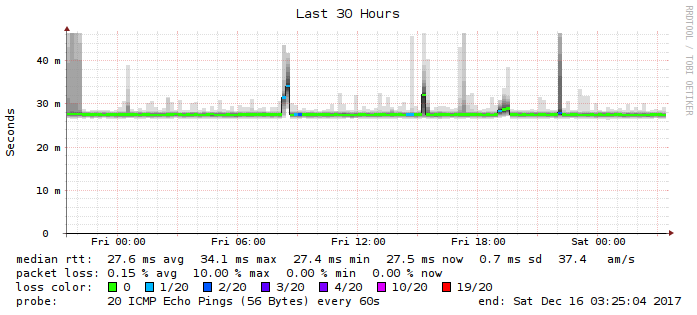 Last 30 Hours
RRDTOOL / TOBI OETIKER
Seconds
40 m
30 m
20 m
10 m
0
Fri 00:00 Fri 06:00 Fri 12:00 Fri 18:00 Sat 00:00
median rtt: 27.6 ms avg 34.1 ms max 27.4 ms min 27.5 ms now 0.7 ms sd 37.4 am/s
packet loss: 0.15 % avg 10.00 % max 0.00 % min 0.00 % now
loss color: 0 1/20 2/20 3/20 4/20 10/20 19/20
probe: 20 ICMP Echo Pings (56 Bytes) every 60s end: Sat Dec 16 03:25:04 2017